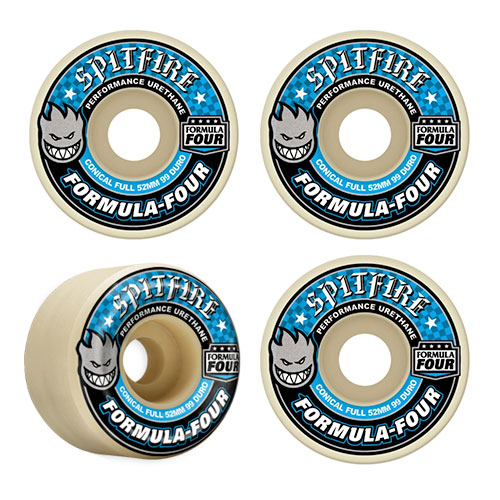 SPITFIRE
PERFORMANCE URETHANE
FORMULA
FOUR
CONICAL FULL 52MM 99 DURO
FORMULA-FOUR
SPITFIRE
PERFORMANCE URETHANE
FORMULA
FOUR
CONICAL FULL 52MM 99 DURO
FORMULA-FOUR
SPITFIRE
PERFORMANCE URETHANE
FORMULA
FOUR
CONICAL FULL 52MM 99 DURO
FORMULA-FOUR
SPITFIRE
PERFORMANCE URETHANE
FORMULA
FOUR
CONICAL FULL 52MM 99 DURO
FORMULA-FOUR